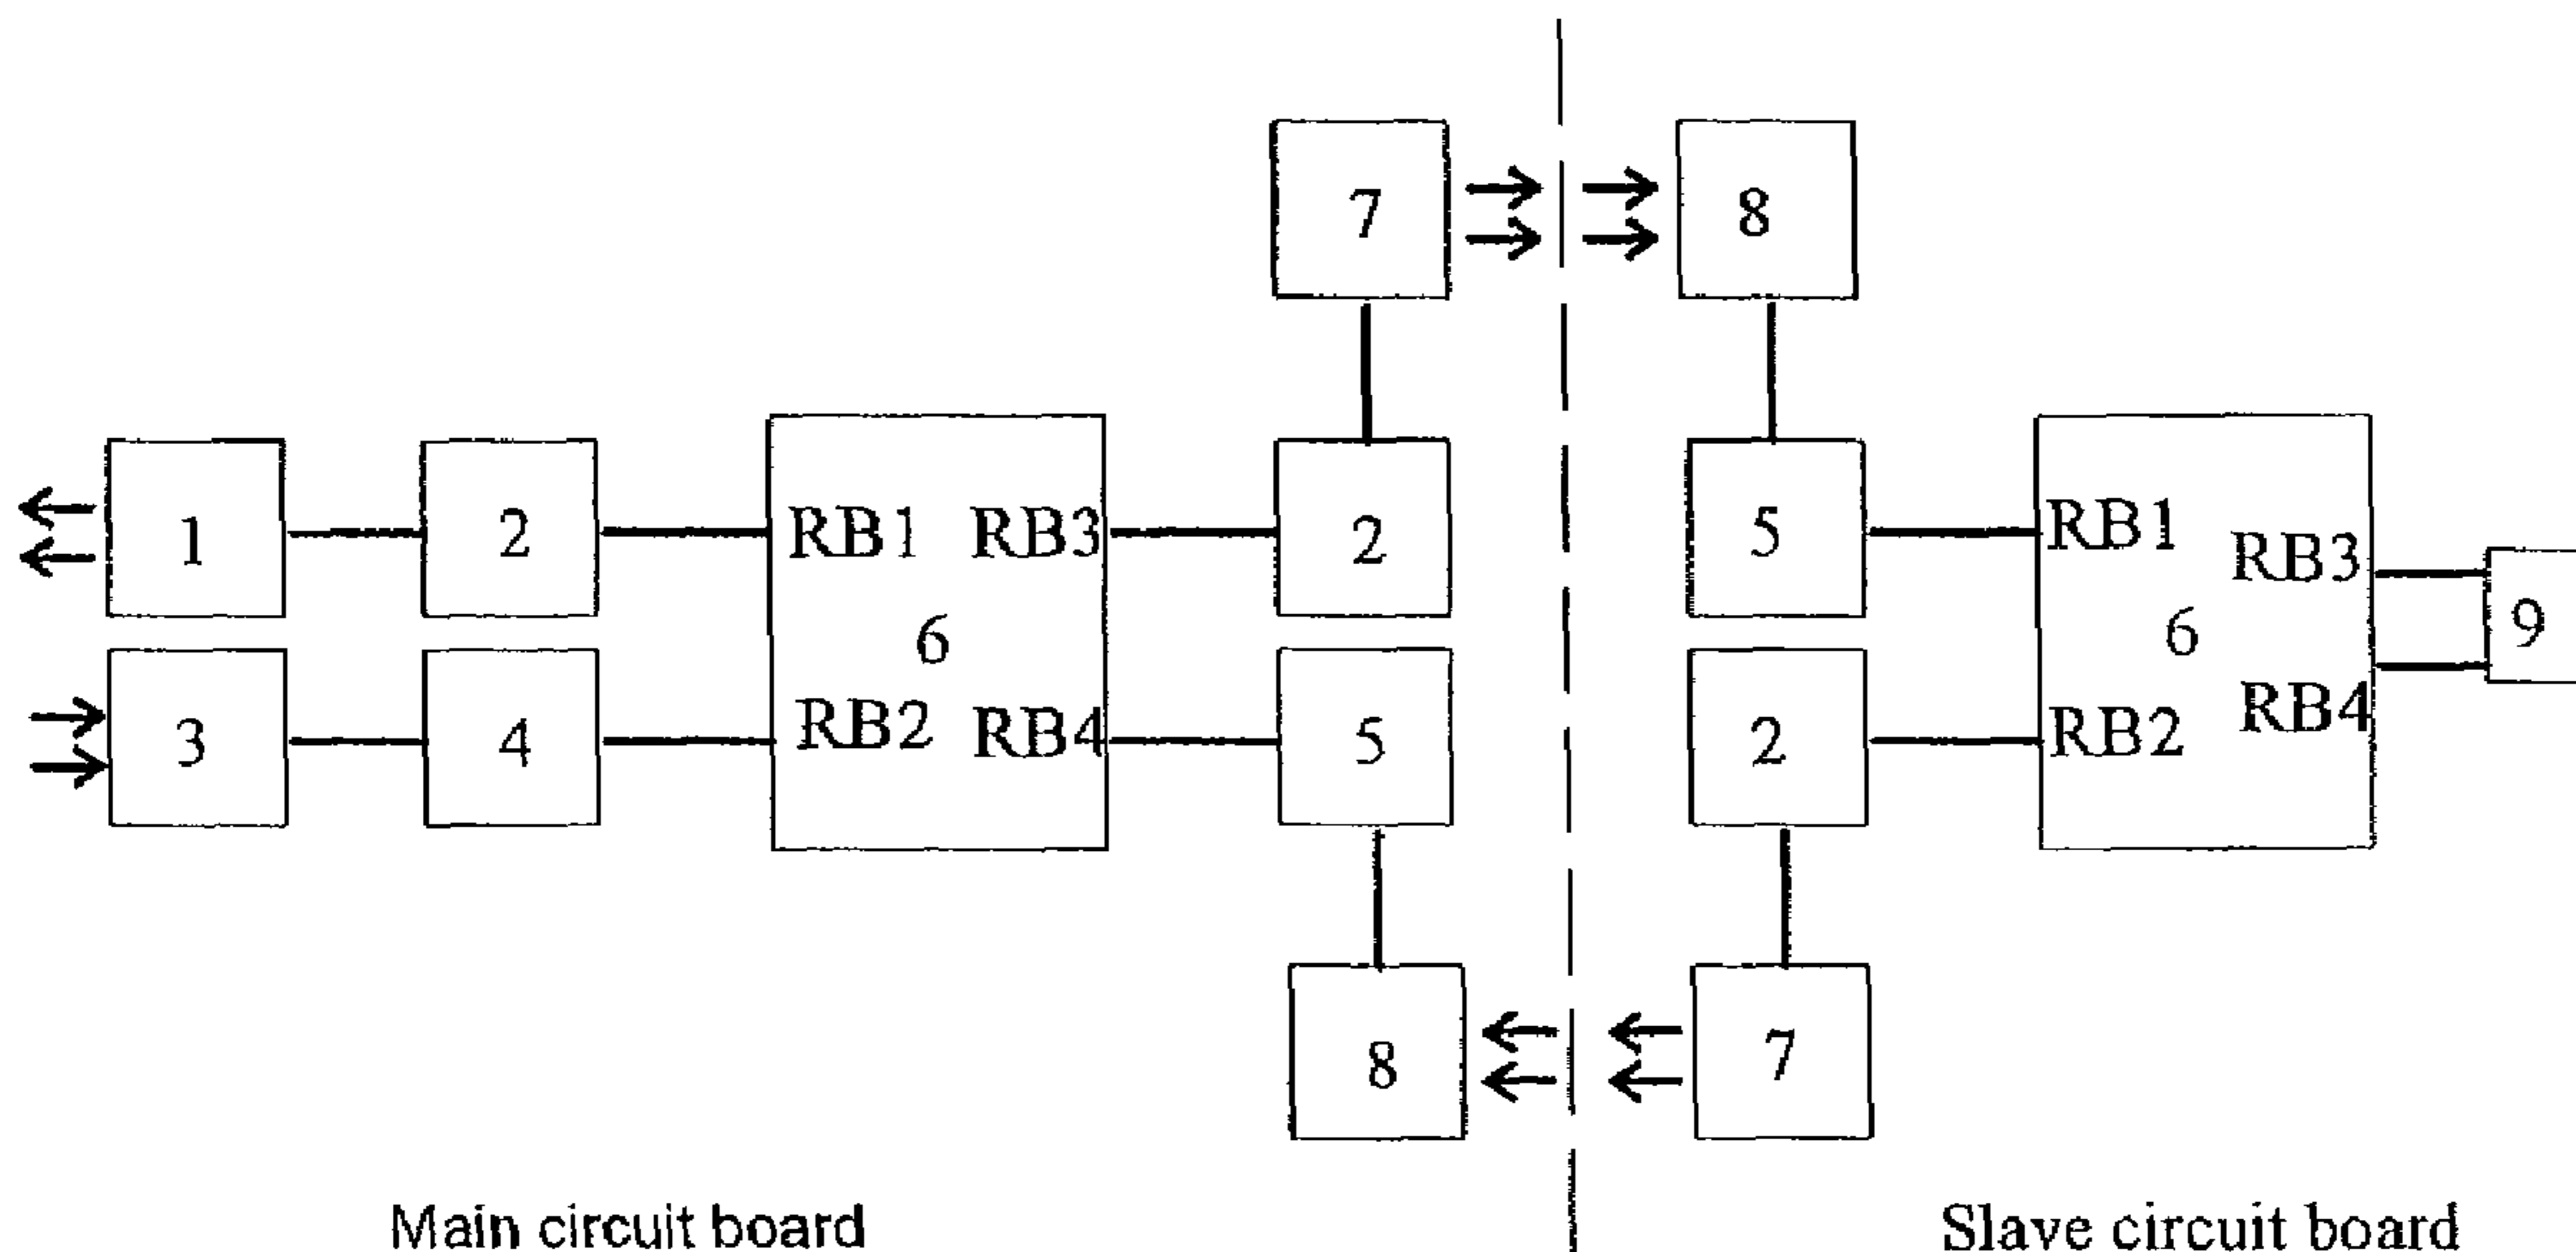 7 8
1 2 RB1 RB3 2 5 RB1 RB3
6 6 9
3 4 RB2 RB4 5 2 RB2 RB4
8 7
Main circuit board Slave circuit board